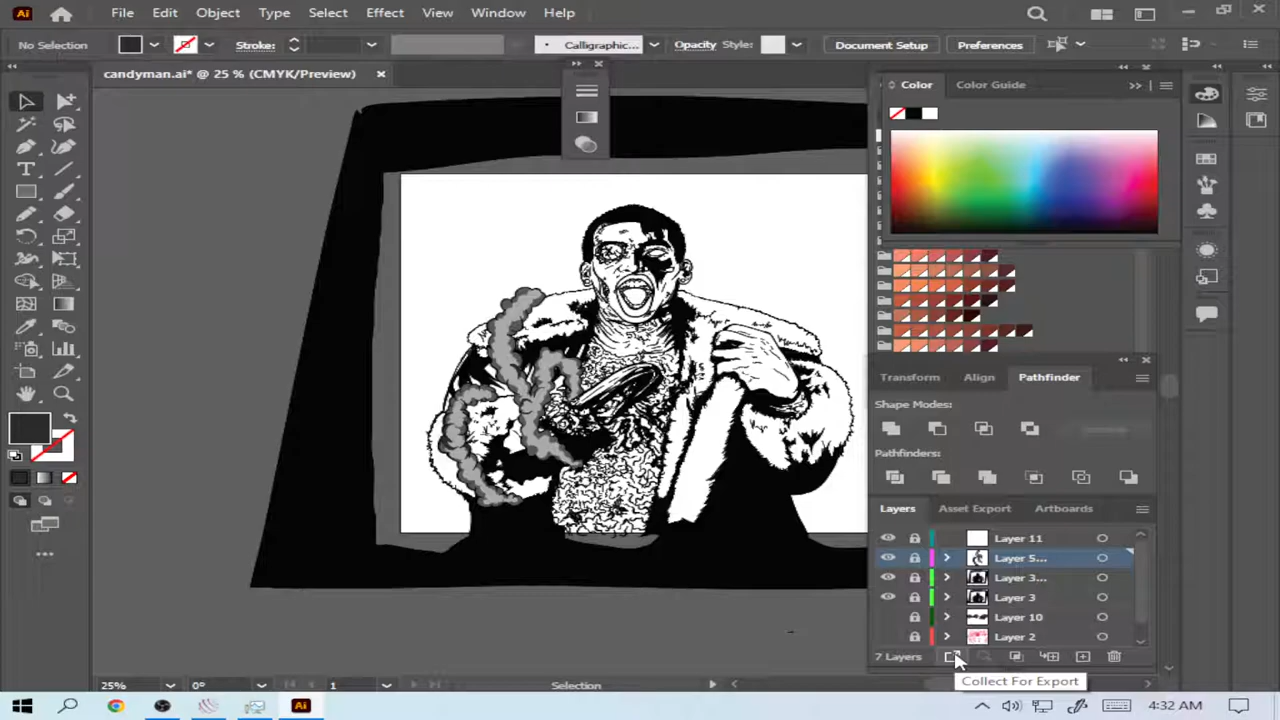 Ai File Edit Object Type Select Effect View Window Help
No Selection Stroke: Calligraphic... Opacity Style: Document Setup Preferences
candyman.ai* @ 25 % (CMYK/Preview)
Color Color Guide
Transform Align Pathfinder
Shape Modes:
Pathfinders:
Layers Asset Export Artboards
Layer 11
Layer 5...
Layer 3...
Layer 3
Layer 10
Layer 2
7 Layers
Collect For Export
25% 0° 1 Selection
Ai 4:32 AM